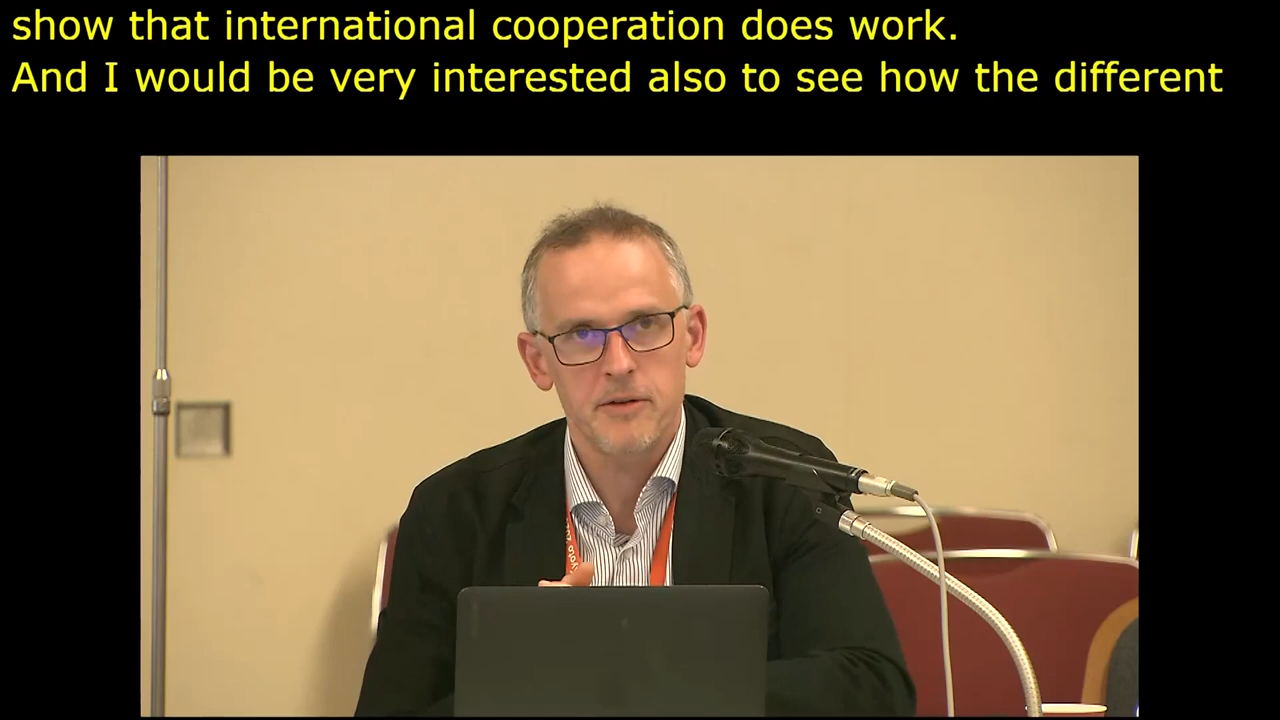 show that international cooperation does work.
And I would be very interested also to see how the different